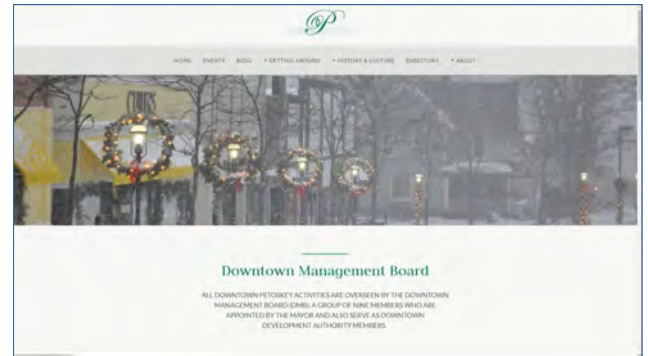 P
HOME EVENTS BLOG + GETTING AROUND + HISTORY & CULTURE DIRECTORY + ABOUT
Downtown Management Board
ALL DOWNTOWN PETOSKEY ACTIVITIES ARE OVERSEEN BY THE DOWNTOWN
MANAGEMENT BOARD (DMB), A GROUP OF NINE MEMBERS WHO ARE
APPOINTED BY THE MAYOR AND ALSO SERVE AS DOWNTOWN
DEVELOPMENT AUTHORITY MEMBERS.